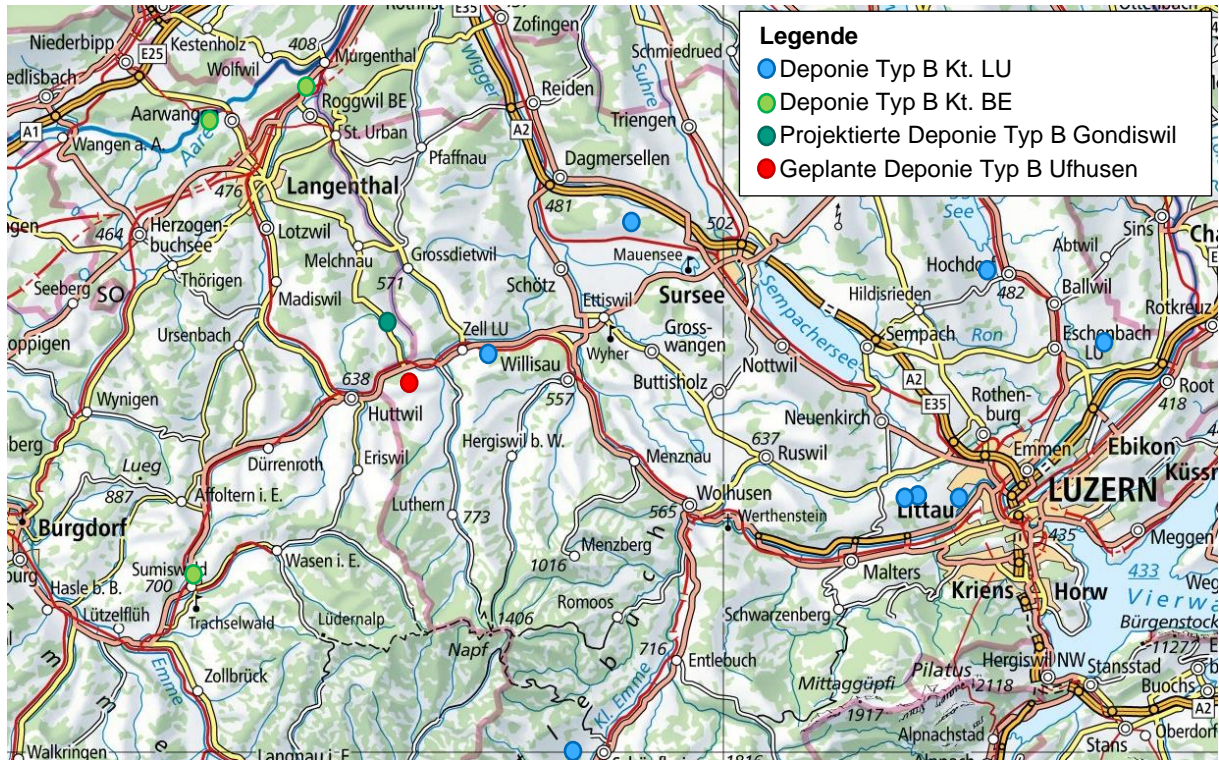 Legende
Deponie Typ B Kt. LU
Deponie Typ B Kt. BE
Projektierte Deponie Typ B Gondiswil
Geplante Deponie Typ B Ufhusen
Niederbipp
Kestenholz
408
E35
Zofingen
E25
Wolfwil
Murgenthal
Wigger
Schmiedrued
Suhre
Aarwangen
Roggwil BE
Reiden
A1
Wangen a. A.
Aare
St. Urban
A2
Triengen
Pfaffnau
Dagmersellen
476
Langenthal
481
502
See
Sins
464
Herzogen-
buchsee
Lotzwil
Melchnau
Grossdietwil
Mauensee
Abtwil
Hochdorf
Thörigen
571
Schötz
Sursee
Sempachersee
Hildisrieden
482
Ballwil
Seeberg
SO
Madiswil
Ettiswil
Rotkreuz
Ursenbach
Zell LU
Gross-
wangen
Sempach
Ron
Eschenbach
LU
Willisau
Wyher
Nottwil
638
Buttisholz
A2
Root
Wynigen
Huttwil
557
E35
Rothen-
burg
418
Neuenkirch
Hergiswil b. W.
637
Ruswil
Emmen
Ebikon
Lueg
Dürrenroth
Eriswil
Menznau
887
Affoltern i. E.
Luthern
773
Wolhusen
565
Littau
LUZERN
Burgdorf
Werthenstein
435
Menzberg
Meggen
Sumiswald
700
Wasen i. E.
1016
Malters
433
Hasle b. B.
Kriens
Horw
Lützelflüh
Romoos
Schwarzenberg
Bürgenstock
Trachselwald
Lüdernalp
1406
Napf
716
Entlebuch
Pilatus
Hergiswil NW
1127
Stansstad
Emme
Zollbrück
Kl. Emme
Mittaggüpfi
2118
Buochs
1917
A2
Alpnachstad
Stans
Walkringen